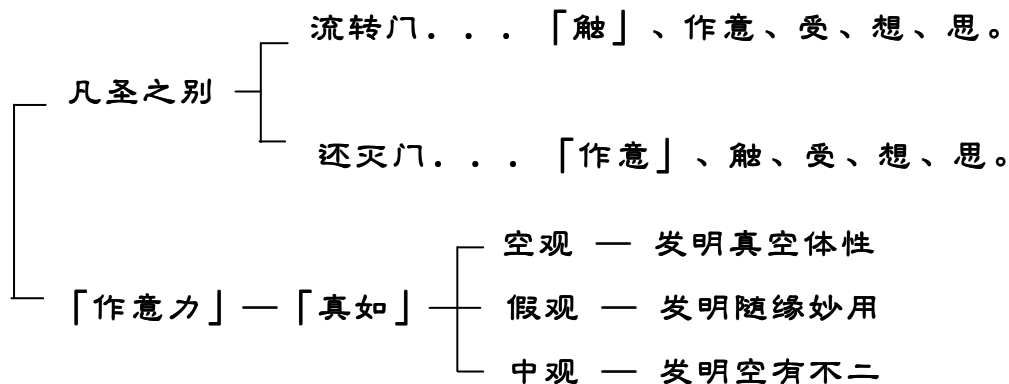 流转门...「触」、作意、受、想、思。
凡圣之别
还灭门...「作意」、触、受、想、思。
空观 — 发明真空体性
「作意力」—「真如」
假观 — 发明随缘妙用
中观 — 发明空有不二